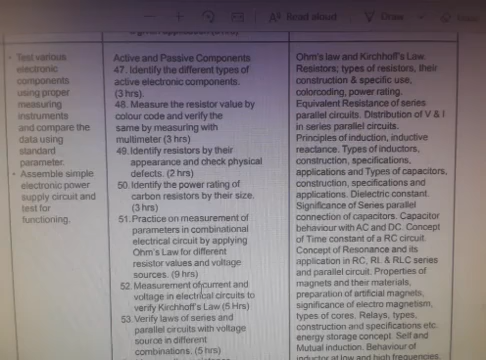 Read aloud
Draw
• Test various
electronic
components
using proper
measuring
instruments
and compare the
data using
standard
parameter.
• Assemble simple
electronic power
supply circuit and
test for
functioning.
Active and Passive Components
47. Identify the different types of
active electronic components.
(3 hrs).
48. Measure the resistor value by
colour code and verify the
same by measuring with
multimeter (3 hrs)
49. Identify resistors by their
appearance and check physical
defects. (2 hrs)
50. Identify the power rating of
carbon resistors by their size.
(3 hrs)
51. Practice on measurement of
parameters in combinational
electrical circuit by applying
Ohm's Law for different
resistor values and voltage
sources. (9 hrs)
52. Measurement of current and
voltage in electrical circuits to
verify Kirchhoff's Law (5 Hrs)
53. Verify laws of series and
parallel circuits with voltage
source in different
combinations. (5 hrs)
Ohm's law and Kirchhoff's Law.
Resistors; types of resistors, their
construction & specific use,
colorcoding, power rating.
Equivalent Resistance of series
parallel circuits. Distribution of V & I
in series parallel circuits.
Principles of induction, inductive
reactance. Types of inductors,
construction, specifications,
applications and Types of capacitors,
construction, specifications and
applications. Dielectric constant.
Significance of Series parallel
connection of capacitors. Capacitor
behaviour with AC and DC. Concept
of Time constant of a RC circuit.
Concept of Resonance and its
application in RC, RL & RLC series
and parallel circuit. Properties of
magnets and their materials,
preparation of artificial magnets,
significance of electro magnetism,
types of cores. Relays, types,
construction and specifications etc.
energy storage concept. Self and
Mutual induction. Behaviour of
inductor at low and high frequencies.